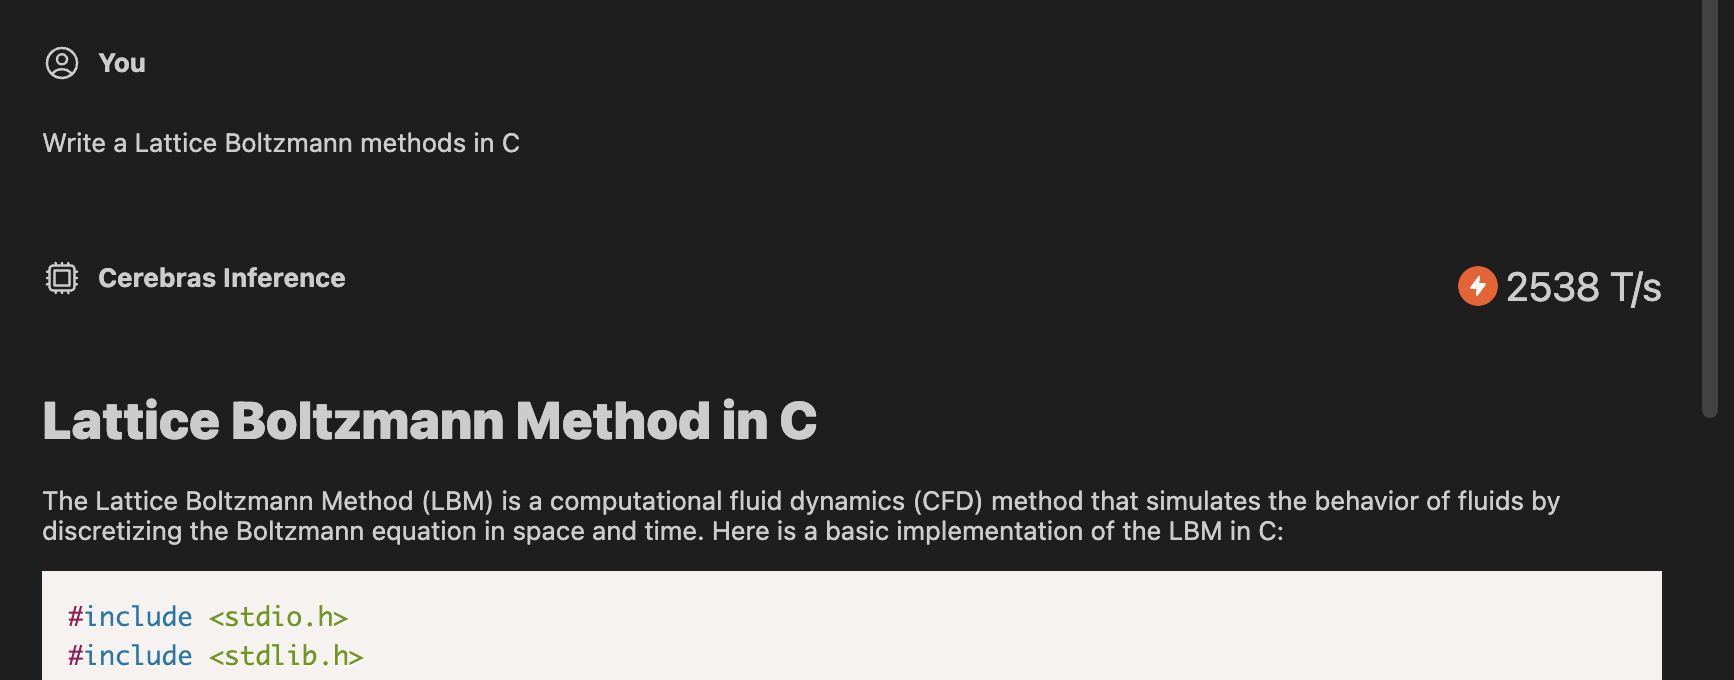 You
Write a Lattice Boltzmann methods in C
Cerebras Inference
2538 T/s
Lattice Boltzmann Method in C
The Lattice Boltzmann Method (LBM) is a computational fluid dynamics (CFD) method that simulates the behavior of fluids by
discretizing the Boltzmann equation in space and time. Here is a basic implementation of the LBM in C:
#include <stdio.h>
#include <stdlib.h>